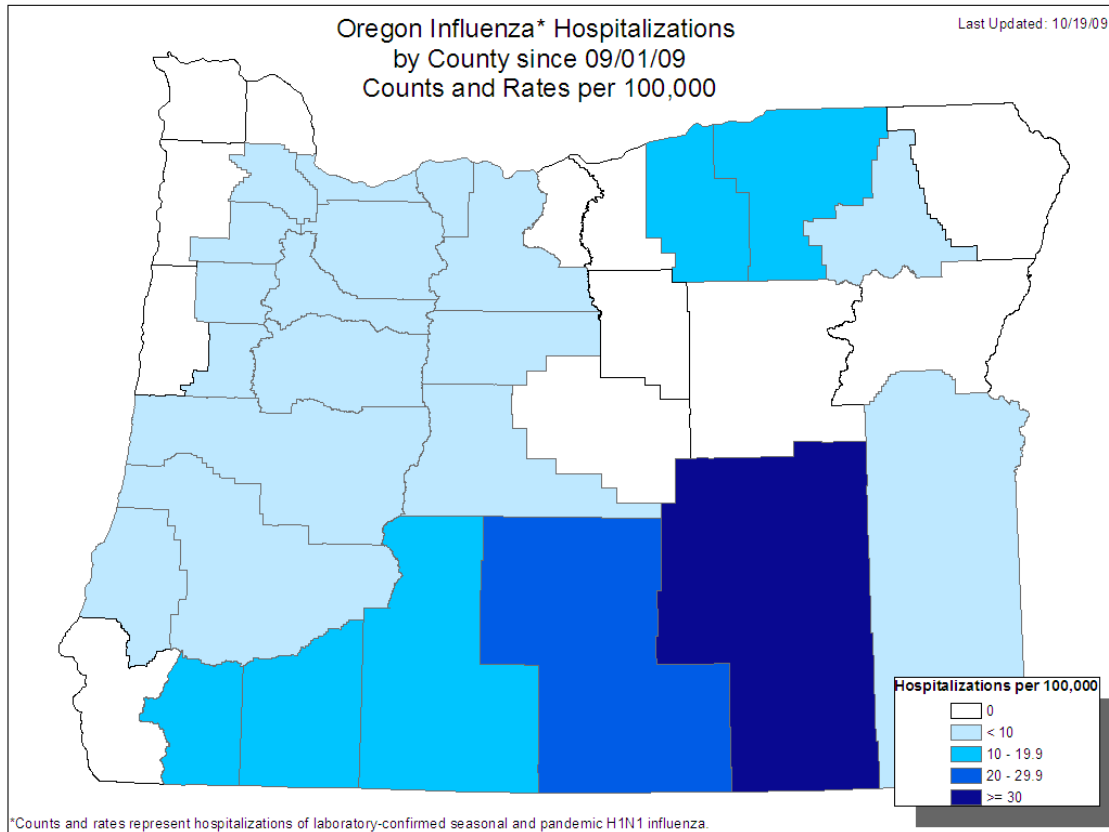 Oregon Influenza* Hospitalizations
by County since 09/01/09
Counts and Rates per 100,000
Last Updated: 10/19/09
Hospitalizations per 100,000
0
< 10
10 - 19.9
20 - 29.9
>= 30
*Counts and rates represent hospitalizations of laboratory-confirmed seasonal and pandemic H1N1 influenza.